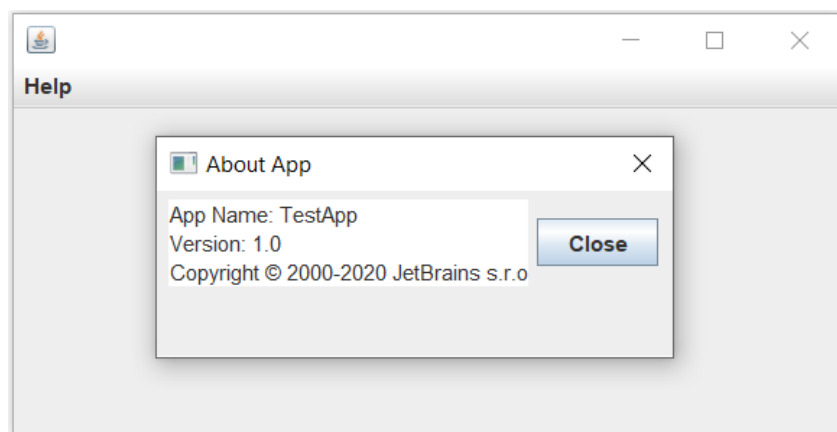 Help
About App
App Name: TestApp
Version: 1.0
Copyright © 2000-2020 JetBrains s.r.o
Close